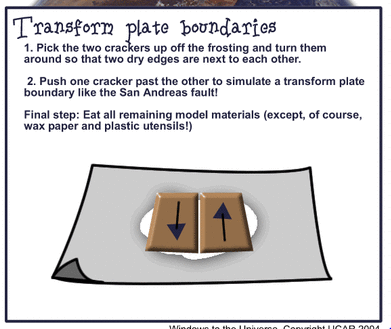 Transform plate boundaries
1. Pick the two crackers up off the frosting and turn them
around so that two dry edges are next to each other.
2. Push one cracker past the other to simulate a transform plate
boundary like the San Andreas fault!
Final step: Eat all remaining model materials (except, of course,
wax paper and plastic utensils!)
Windows to the Universe, Copyright UCAR 2004